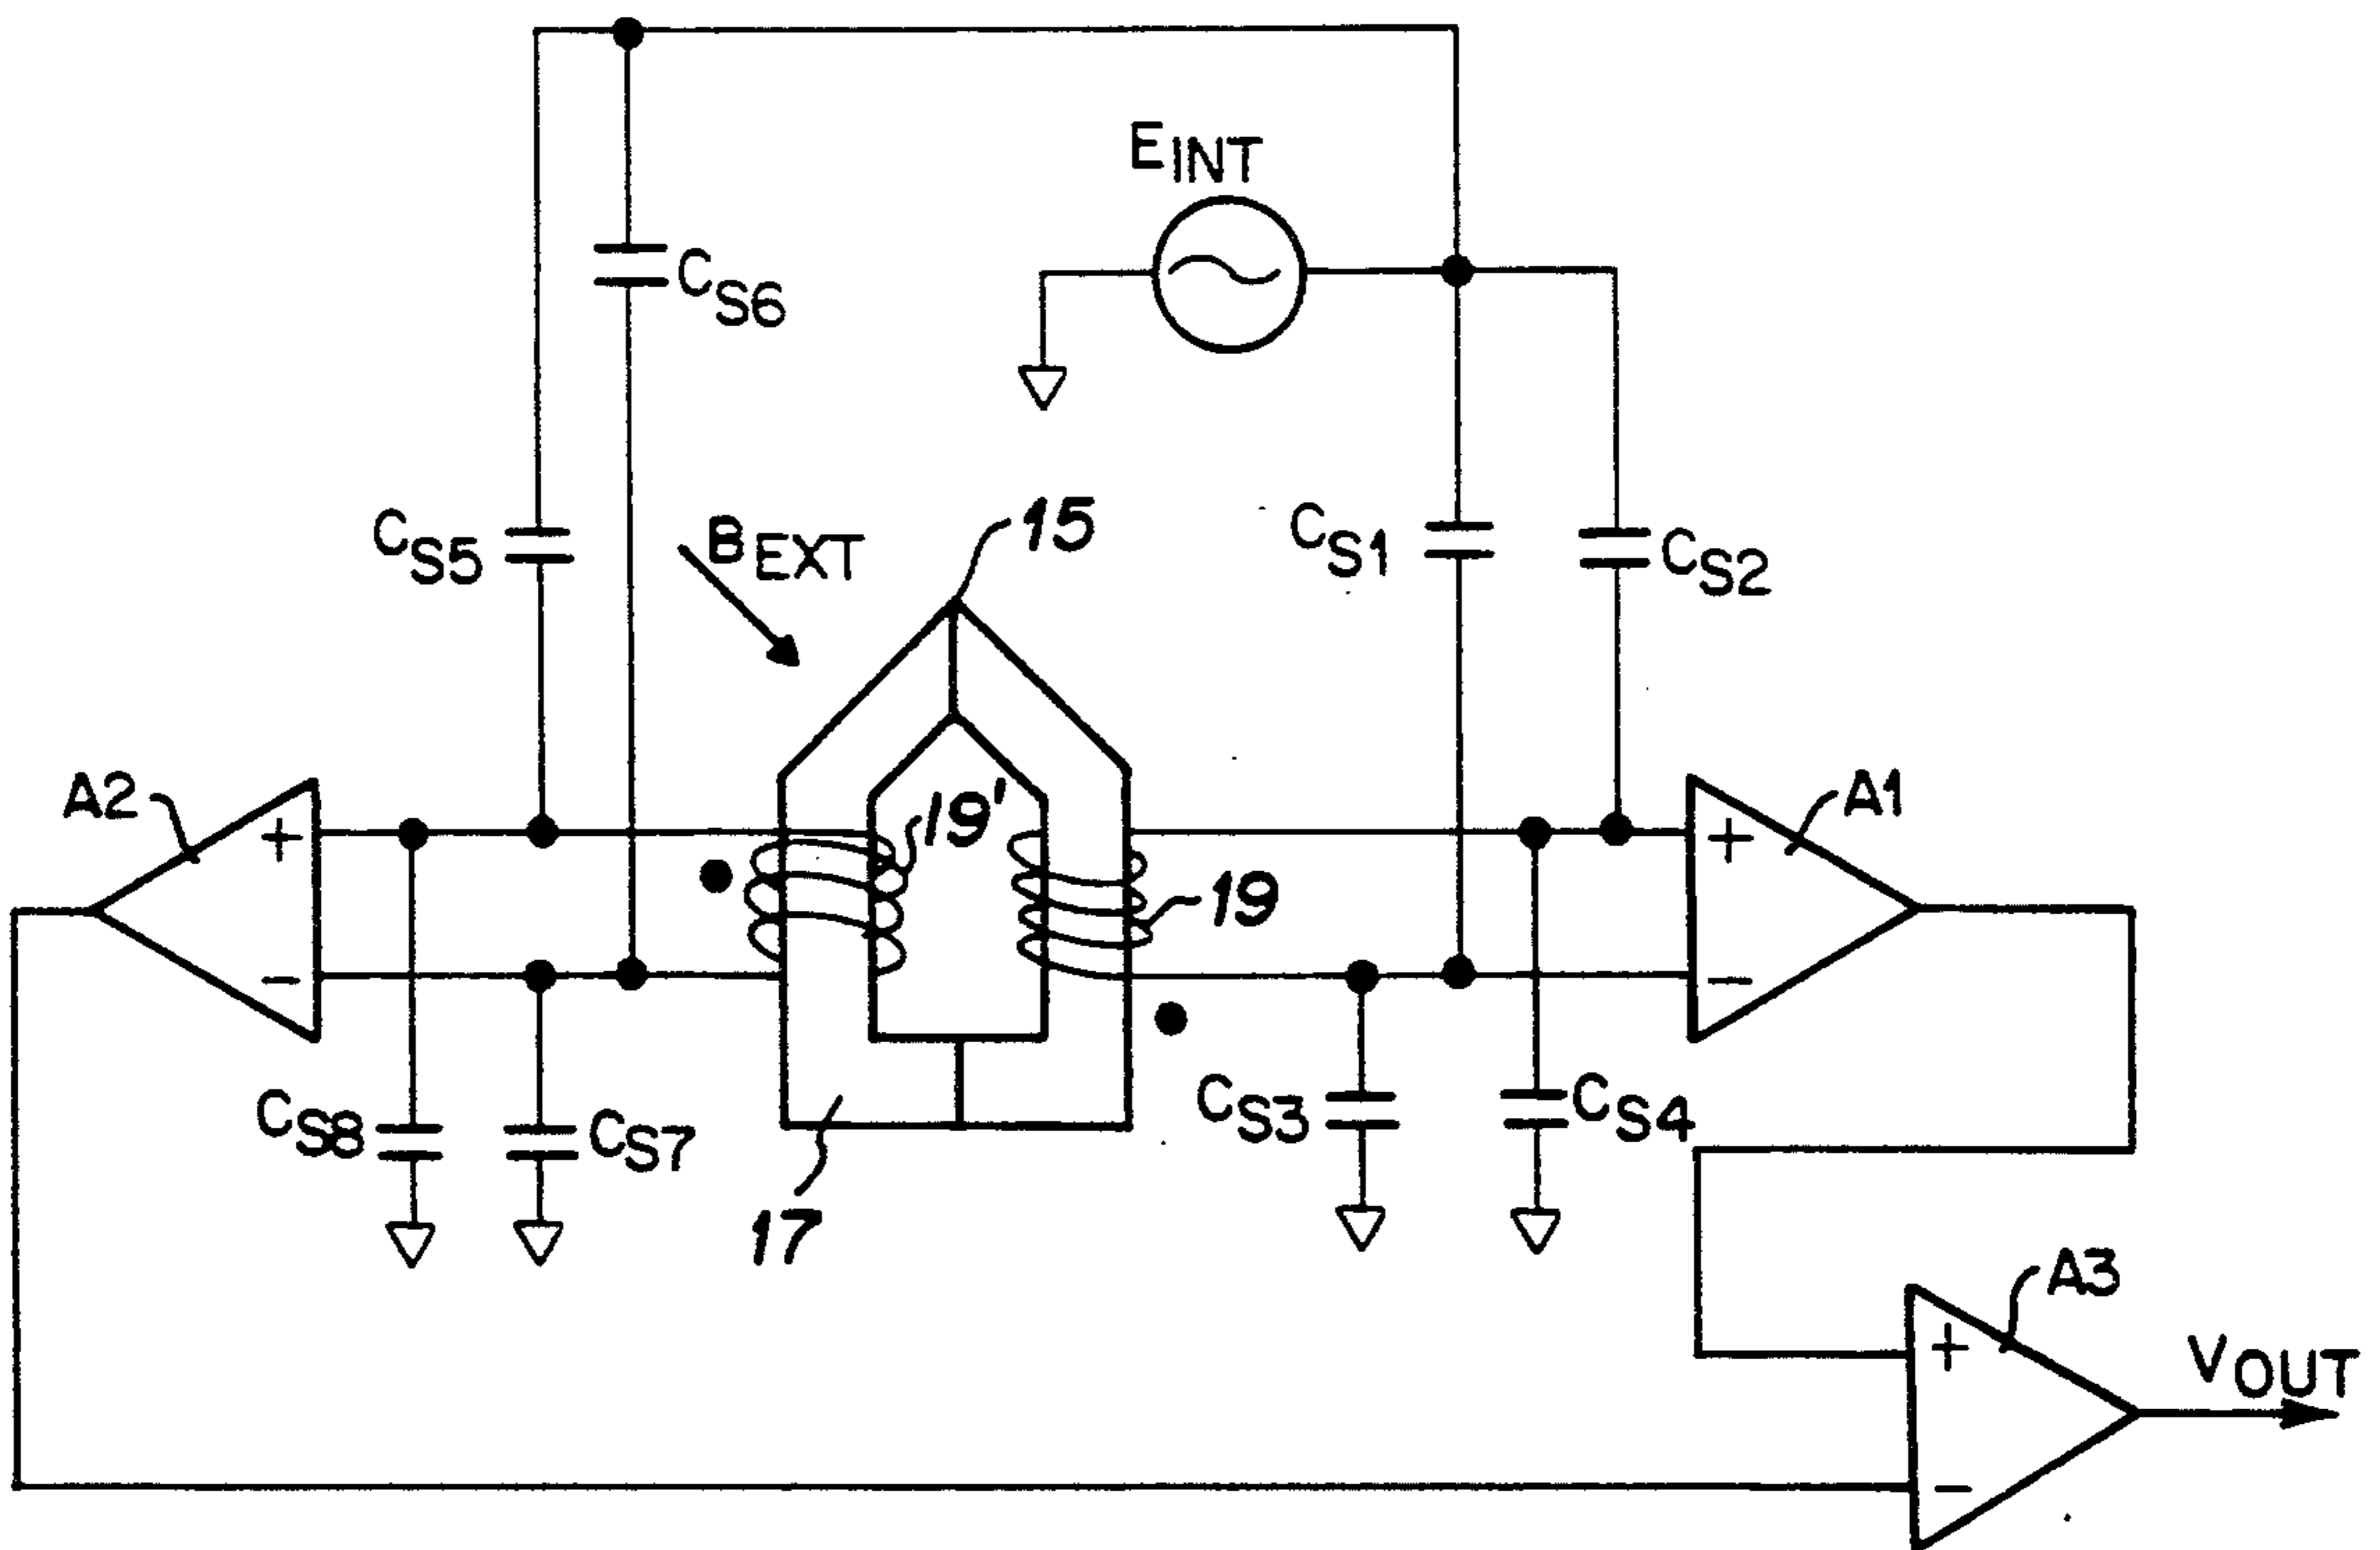 EINT
CS6
15
CS5
BEXT
CS1
CS2
A2
19'
A1
+
+
19
−
−
CS8
CS7
CS3
CS4
17
A3
+
VOUT
−